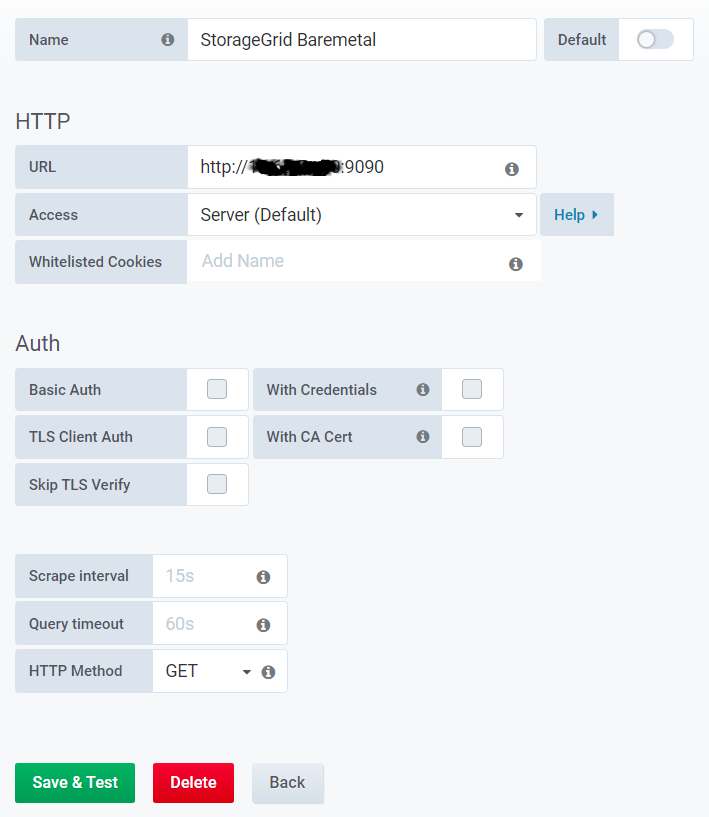 Name StorageGrid Baremetal Default
HTTP
URL http:// :9090
Access Server (Default) Help
Whitelisted Cookies Add Name
Auth
Basic Auth With Credentials
TLS Client Auth With CA Cert
Skip TLS Verify
Scrape interval 15s
Query timeout 60s
HTTP Method GET
Save & Test Delete Back